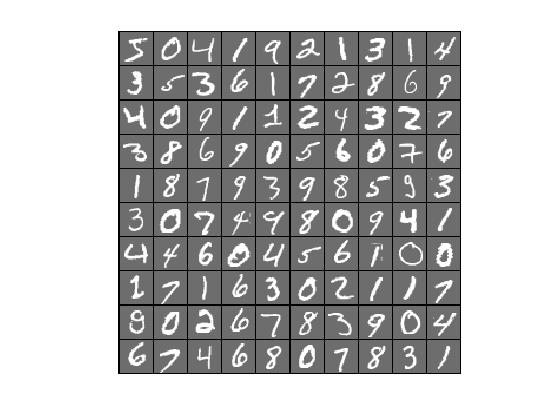 5 0 4 1 9 2 1 3 1 4
3 5 3 6 1 7 2 8 6 9
4 0 9 1 1 2 4 3 2 7
3 8 6 9 0 5 6 0 7 6
1 8 7 9 3 9 8 5 9 3
3 0 7 4 9 8 0 9 4 1
4 4 6 0 4 5 6 1 0 0
1 7 1 6 3 0 2 1 1 7
9 0 2 6 7 8 3 9 0 4
6 7 4 6 8 0 7 8 3 1